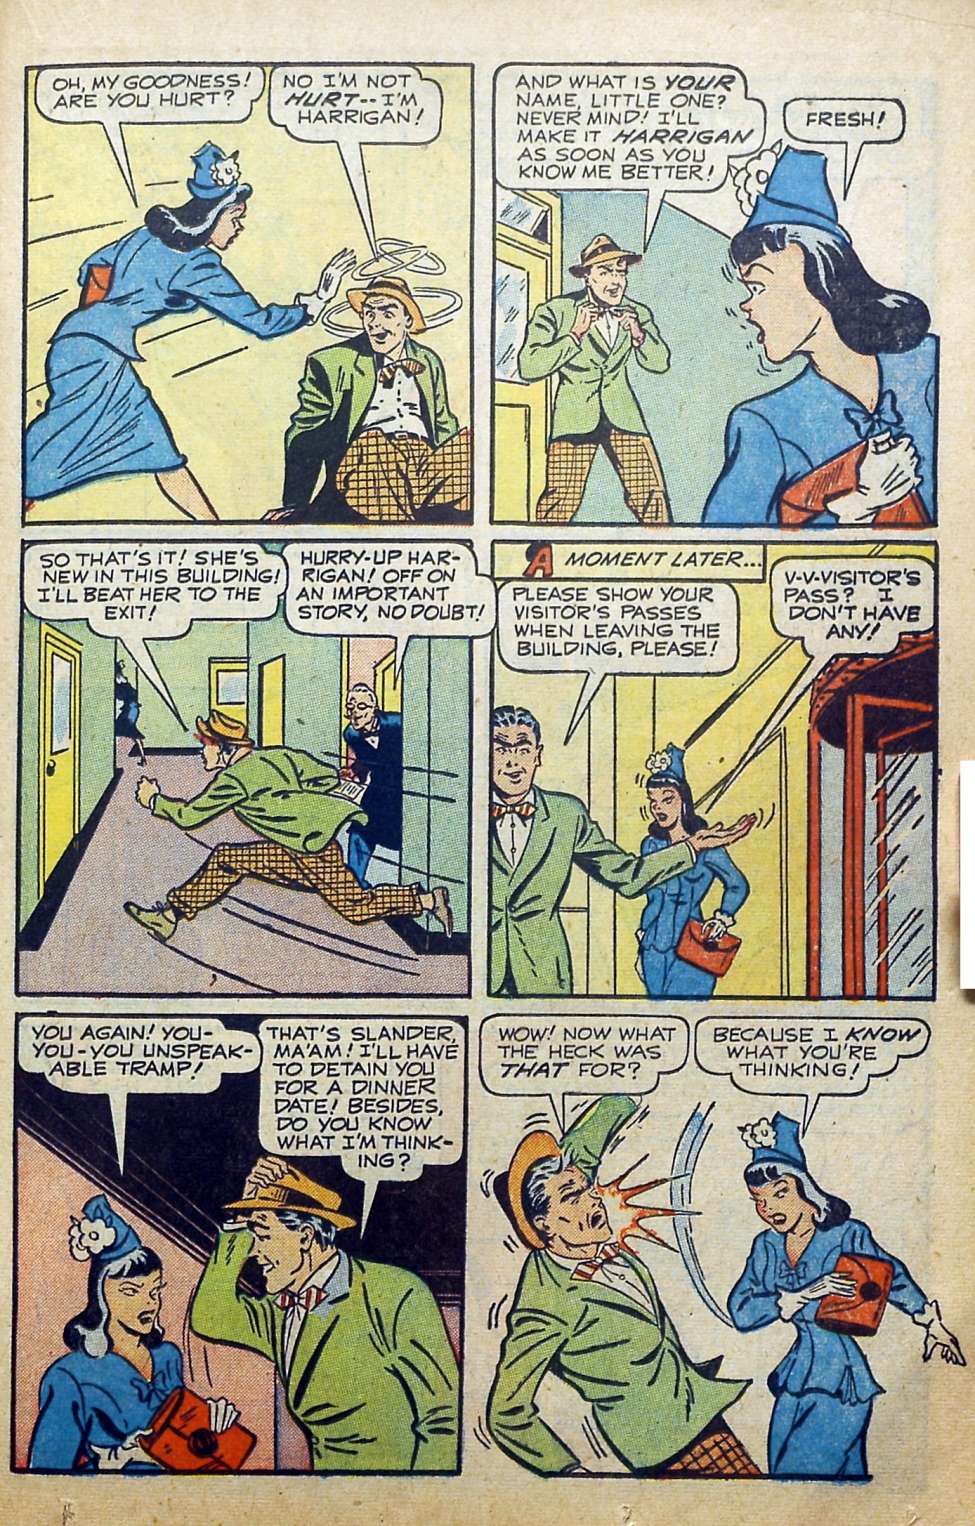 OH, MY GOODNESS!
ARE YOU HURT?
NO I'M NOT
HURT--I'M
HARRIGAN!
AND WHAT IS YOUR
NAME, LITTLE ONE?
NEVER MIND! I'LL
MAKE IT HARRIGAN
AS SOON AS YOU
KNOW ME BETTER!
FRESH!
SO THAT'S IT! SHE'S
NEW IN THIS BUILDING!
I'LL BEAT HER TO THE
EXIT!
HURRY-UP HAR-
RIGAN! OFF ON
AN IMPORTANT
STORY, NO DOUBT!
A MOMENT LATER...
PLEASE SHOW YOUR
VISITOR'S PASSES
WHEN LEAVING THE
BUILDING, PLEASE!
V-V-VISITOR'S
PASS? I
DON'T HAVE
ANY!
YOU AGAIN! YOU-
YOU-YOU UNSPEAK-
ABLE TRAMP!
THAT'S SLANDER,
MA'AM! I'LL HAVE
TO DETAIN YOU
FOR A DINNER
DATE! BESIDES,
DO YOU KNOW
WHAT I'M THINK-
ING?
WOW! NOW WHAT
THE HECK WAS
THAT FOR?
BECAUSE I KNOW
WHAT YOU'RE
THINKING!